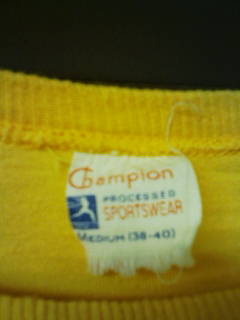 Champion
PROCESSED
SPORTSWEAR
MEDIUM (38-40)